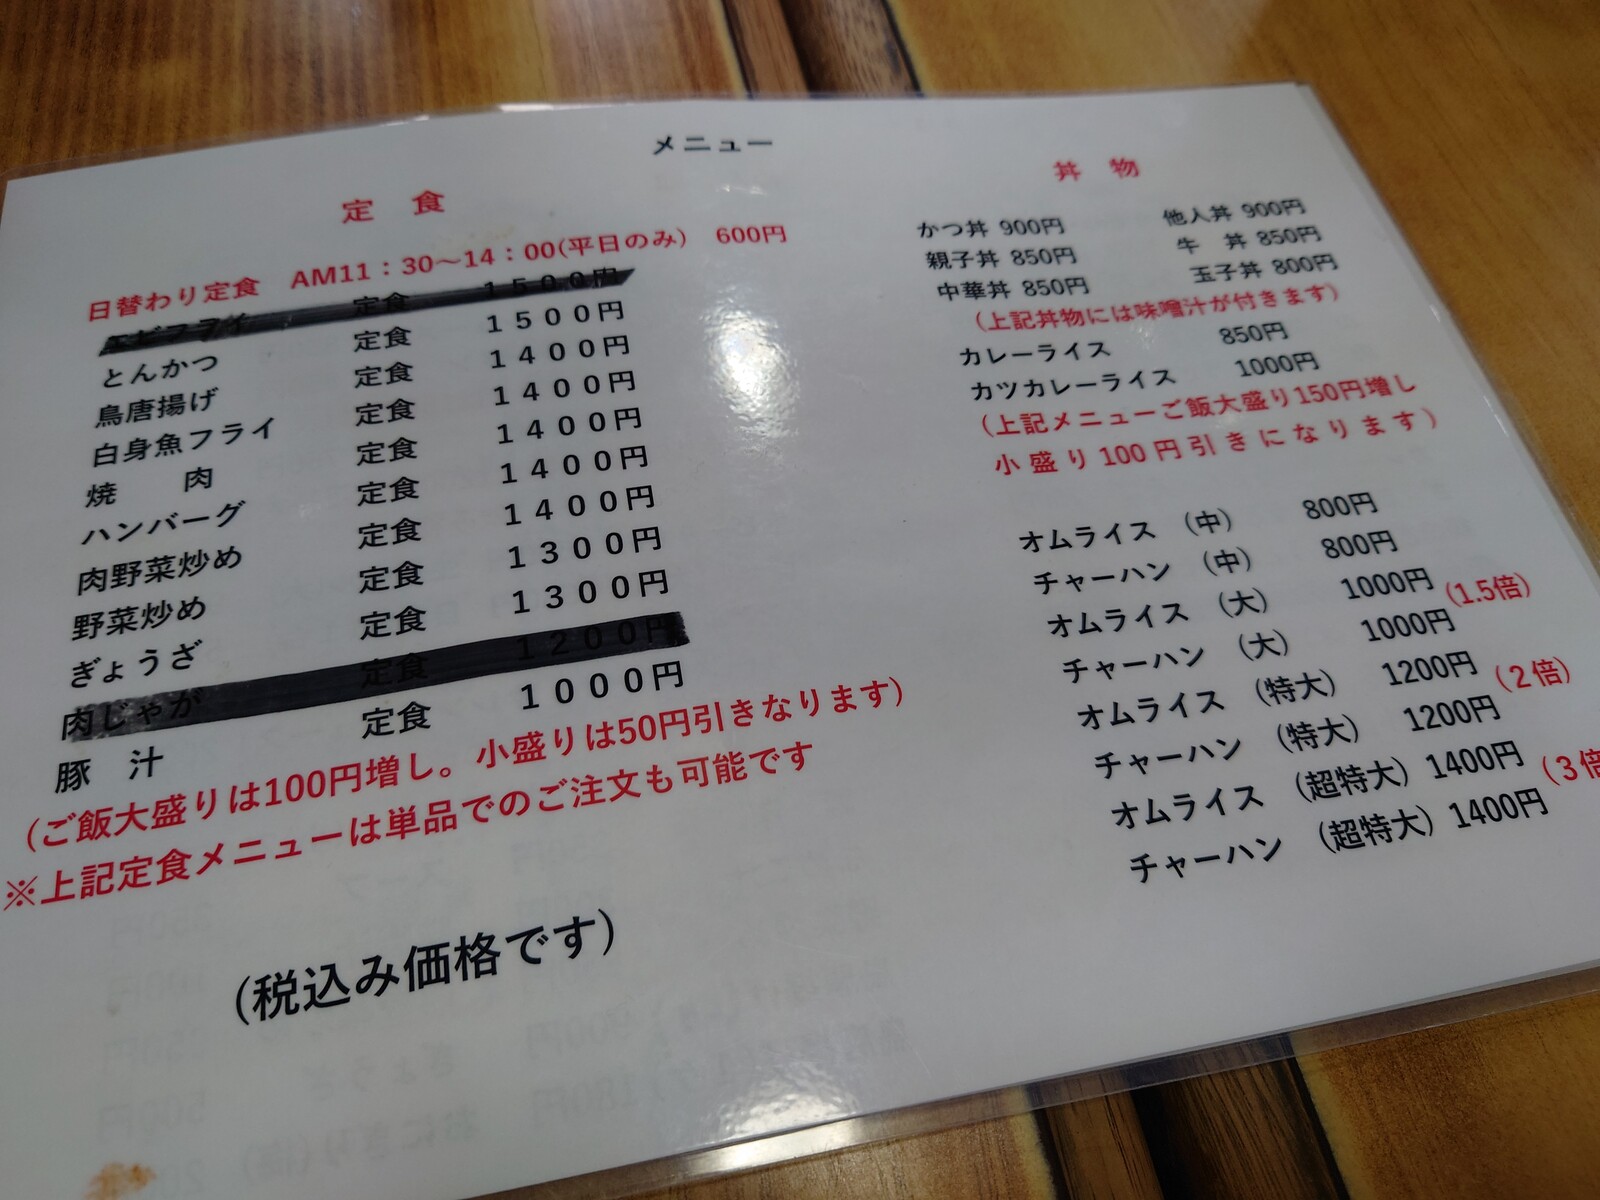 メニュー
定 食
日替わり定食 AM11：30～14：00(平日のみ) 600円
エビフライ 定食 1500円
とんかつ 定食 1500円
鳥唐揚げ 定食 1400円
白身魚フライ 定食 1400円
焼 肉 定食 1400円
ハンバーグ 定食 1400円
肉野菜炒め 定食 1400円
野菜炒め 定食 1300円
ぎょうざ 定食 1300円
肉じゃが 定食 1200円
豚 汁 定食 1000円
(ご飯大盛りは100円増し。小盛りは50円引きなります)
※上記定食メニューは単品でのご注文も可能です
(税込み価格です)
丼 物
かつ丼 900円 他人丼 900円
親子丼 850円 牛 丼 850円
中華丼 850円 玉子丼 800円
(上記丼物には味噌汁が付きます)
カレーライス 850円
カツカレーライス 1000円
(上記メニューご飯大盛り150円増し
小盛り100円引きになります)
オムライス (中) 800円
チャーハン (中) 800円
オムライス (大) 1000円 (1.5倍)
チャーハン (大) 1000円
オムライス (特大) 1200円 (2倍)
チャーハン (特大) 1200円
オムライス (超特大) 1400円 (3倍
チャーハン (超特大) 1400円